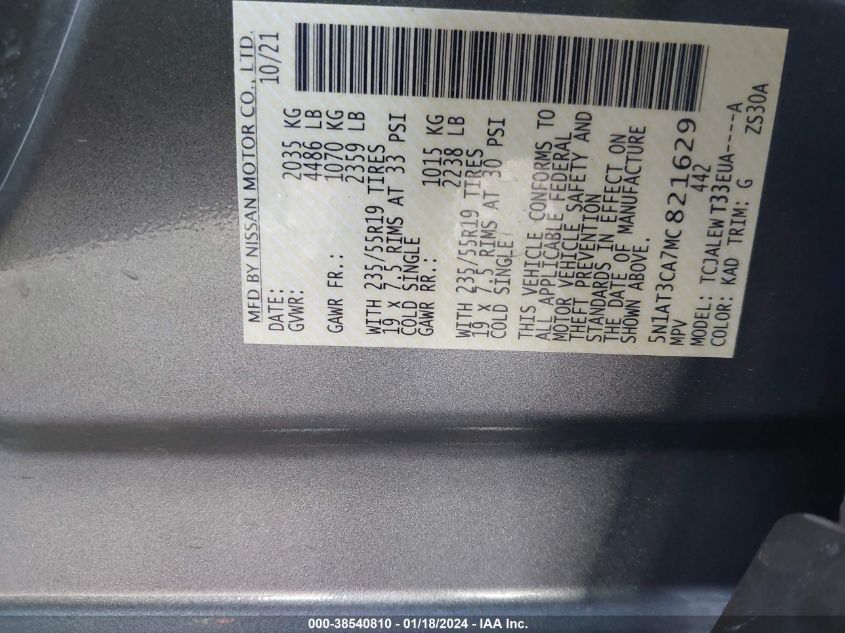 MFD BY NISSAN MOTOR CO., LTD.
DATE: 10/21
GVWR: 2035 KG
4486 LB
GAWR FR.: 1070 KG
2359 LB
WITH 235/55R19 TIRES
19 X 7.5 RIMS AT 33 PSI
COLD SINGLE
GAWR RR.: 1015 KG
2238 LB
WITH 235/55R19 TIRES
19 X 7.5 RIMS AT 30 PSI
COLD SINGLE
THIS VEHICLE CONFORMS TO
ALL APPLICABLE FEDERAL
MOTOR VEHICLE SAFETY AND
THEFT PREVENTION
STANDARDS IN EFFECT ON
THE DATE OF MANUFACTURE
SHOWN ABOVE.
5N1AT3CA7MC821629
MPV 442
MODEL: TCJALEWT33EUA----A
COLOR: KAD TRIM: G ZS30A
000-38540810 - 01/18/2024 - IAA Inc.